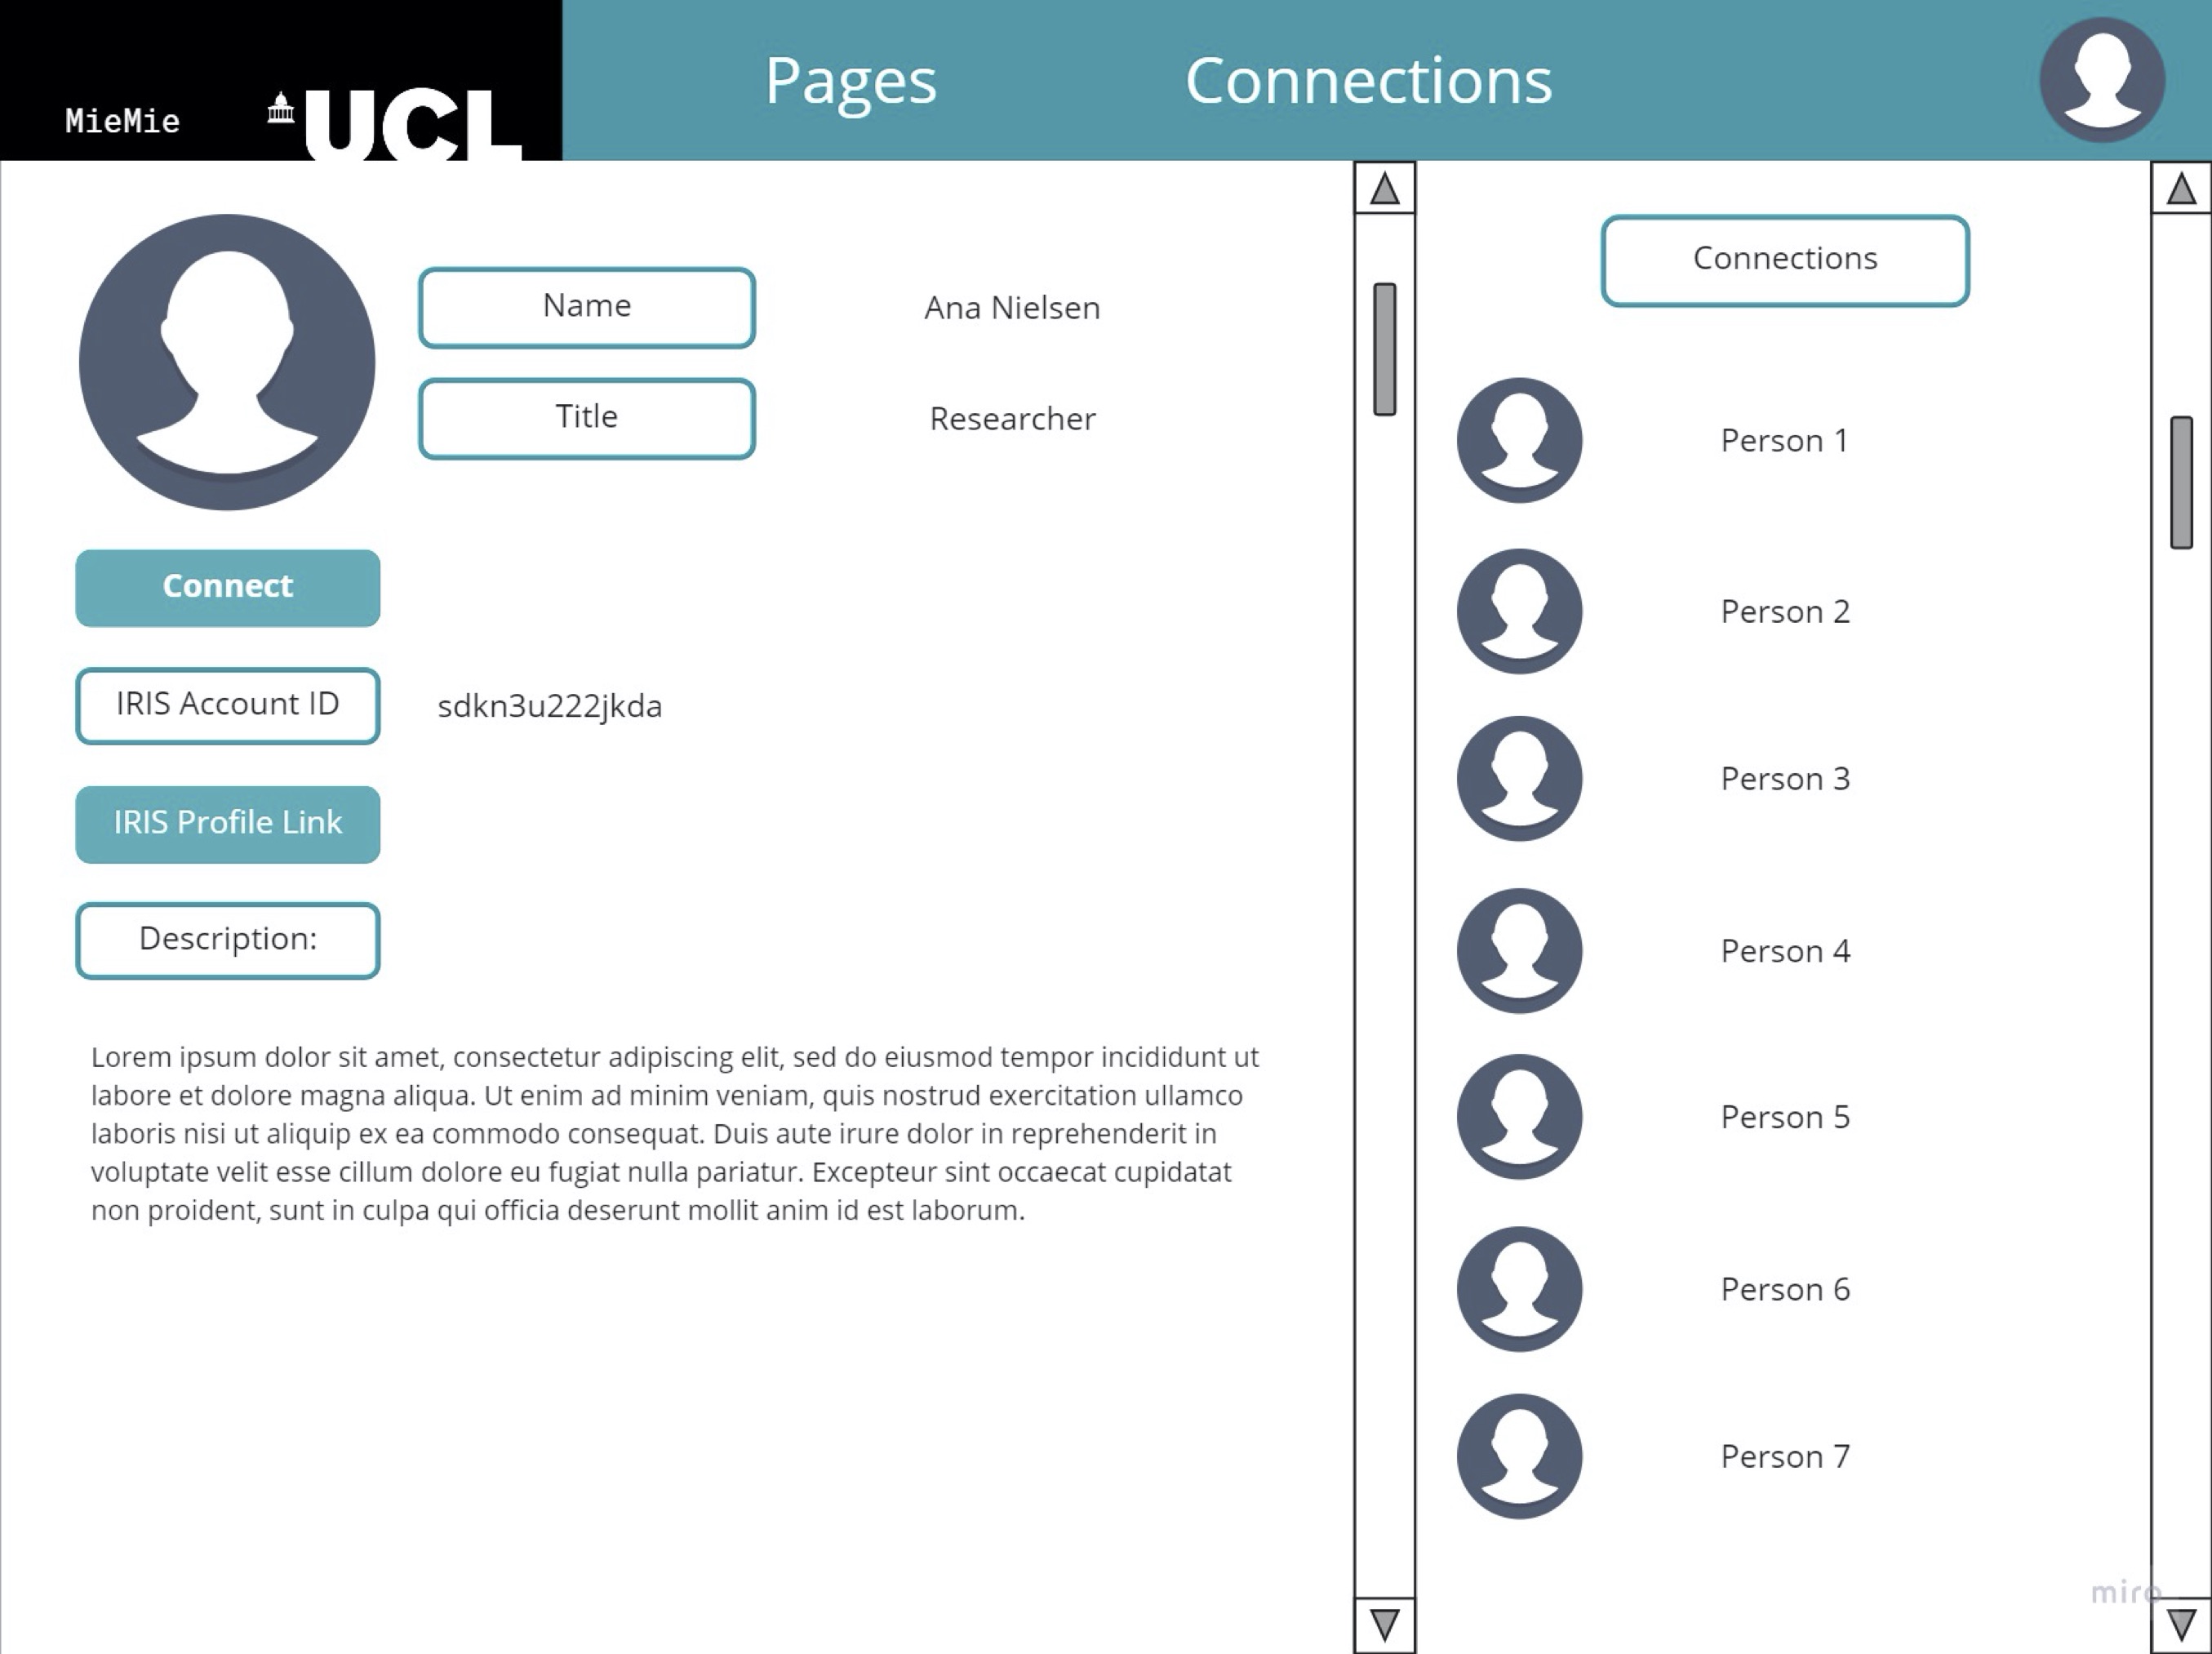 MieMie
UCL
Pages
Connections
Name
Ana Nielsen
Title
Researcher
Connect
IRIS Account ID
sdkn3u222jkda
IRIS Profile Link
Description:
Lorem ipsum dolor sit amet, consectetur adipiscing elit, sed do eiusmod tempor incididunt ut
labore et dolore magna aliqua. Ut enim ad minim veniam, quis nostrud exercitation ullamco
laboris nisi ut aliquip ex ea commodo consequat. Duis aute irure dolor in reprehenderit in
voluptate velit esse cillum dolore eu fugiat nulla pariatur. Excepteur sint occaecat cupidatat
non proident, sunt in culpa qui officia deserunt mollit anim id est laborum.
Connections
Person 1
Person 2
Person 3
Person 4
Person 5
Person 6
Person 7
miro